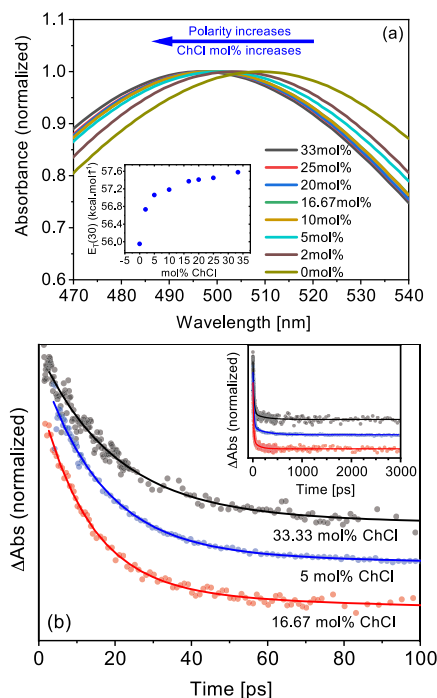 (a)
Polarity increases
ChCl mol% increases
Absorbance (normalized)
1.0
0.9
0.8
0.7
0.6
33mol%
25mol%
20mol%
16.67mol%
10mol%
5mol%
2mol%
0mol%
E_T(30) (kcal.mol⁻¹)
57.6
57.2
56.8
56.4
56.0
-5 0 5 10 15 20 25 30 35
mol% ChCl
470 480 490 500 510 520 530 540
Wavelength [nm]
ΔAbs (normalized)
ΔAbs (normalized)
0 1000 2000 3000
Time [ps]
33.33 mol% ChCl
5 mol% ChCl
16.67 mol% ChCl
(b)
0 20 40 60 80 100
Time [ps]